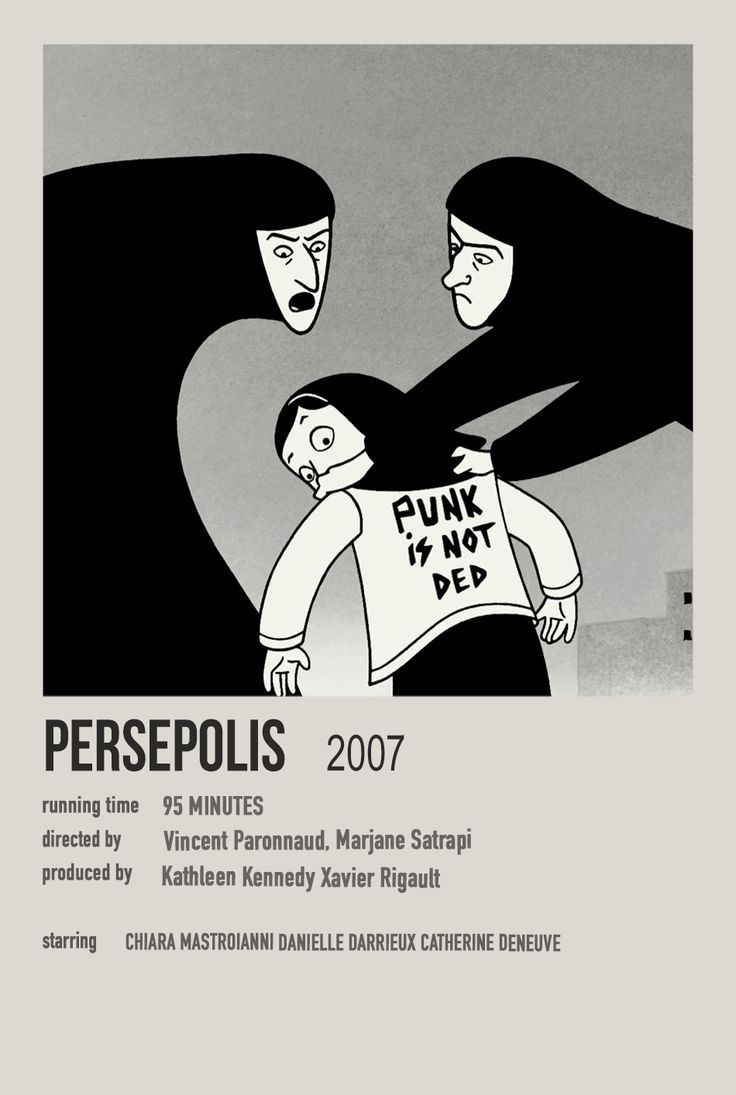 PUNK
is NOT
DED
PERSEPOLIS 2007
running time 95 MINUTES
directed by Vincent Paronnaud, Marjane Satrapi
produced by Kathleen Kennedy Xavier Rigault
starring CHIARA MASTROIANNI DANIELLE DARRIEUX CATHERINE DENEUVE